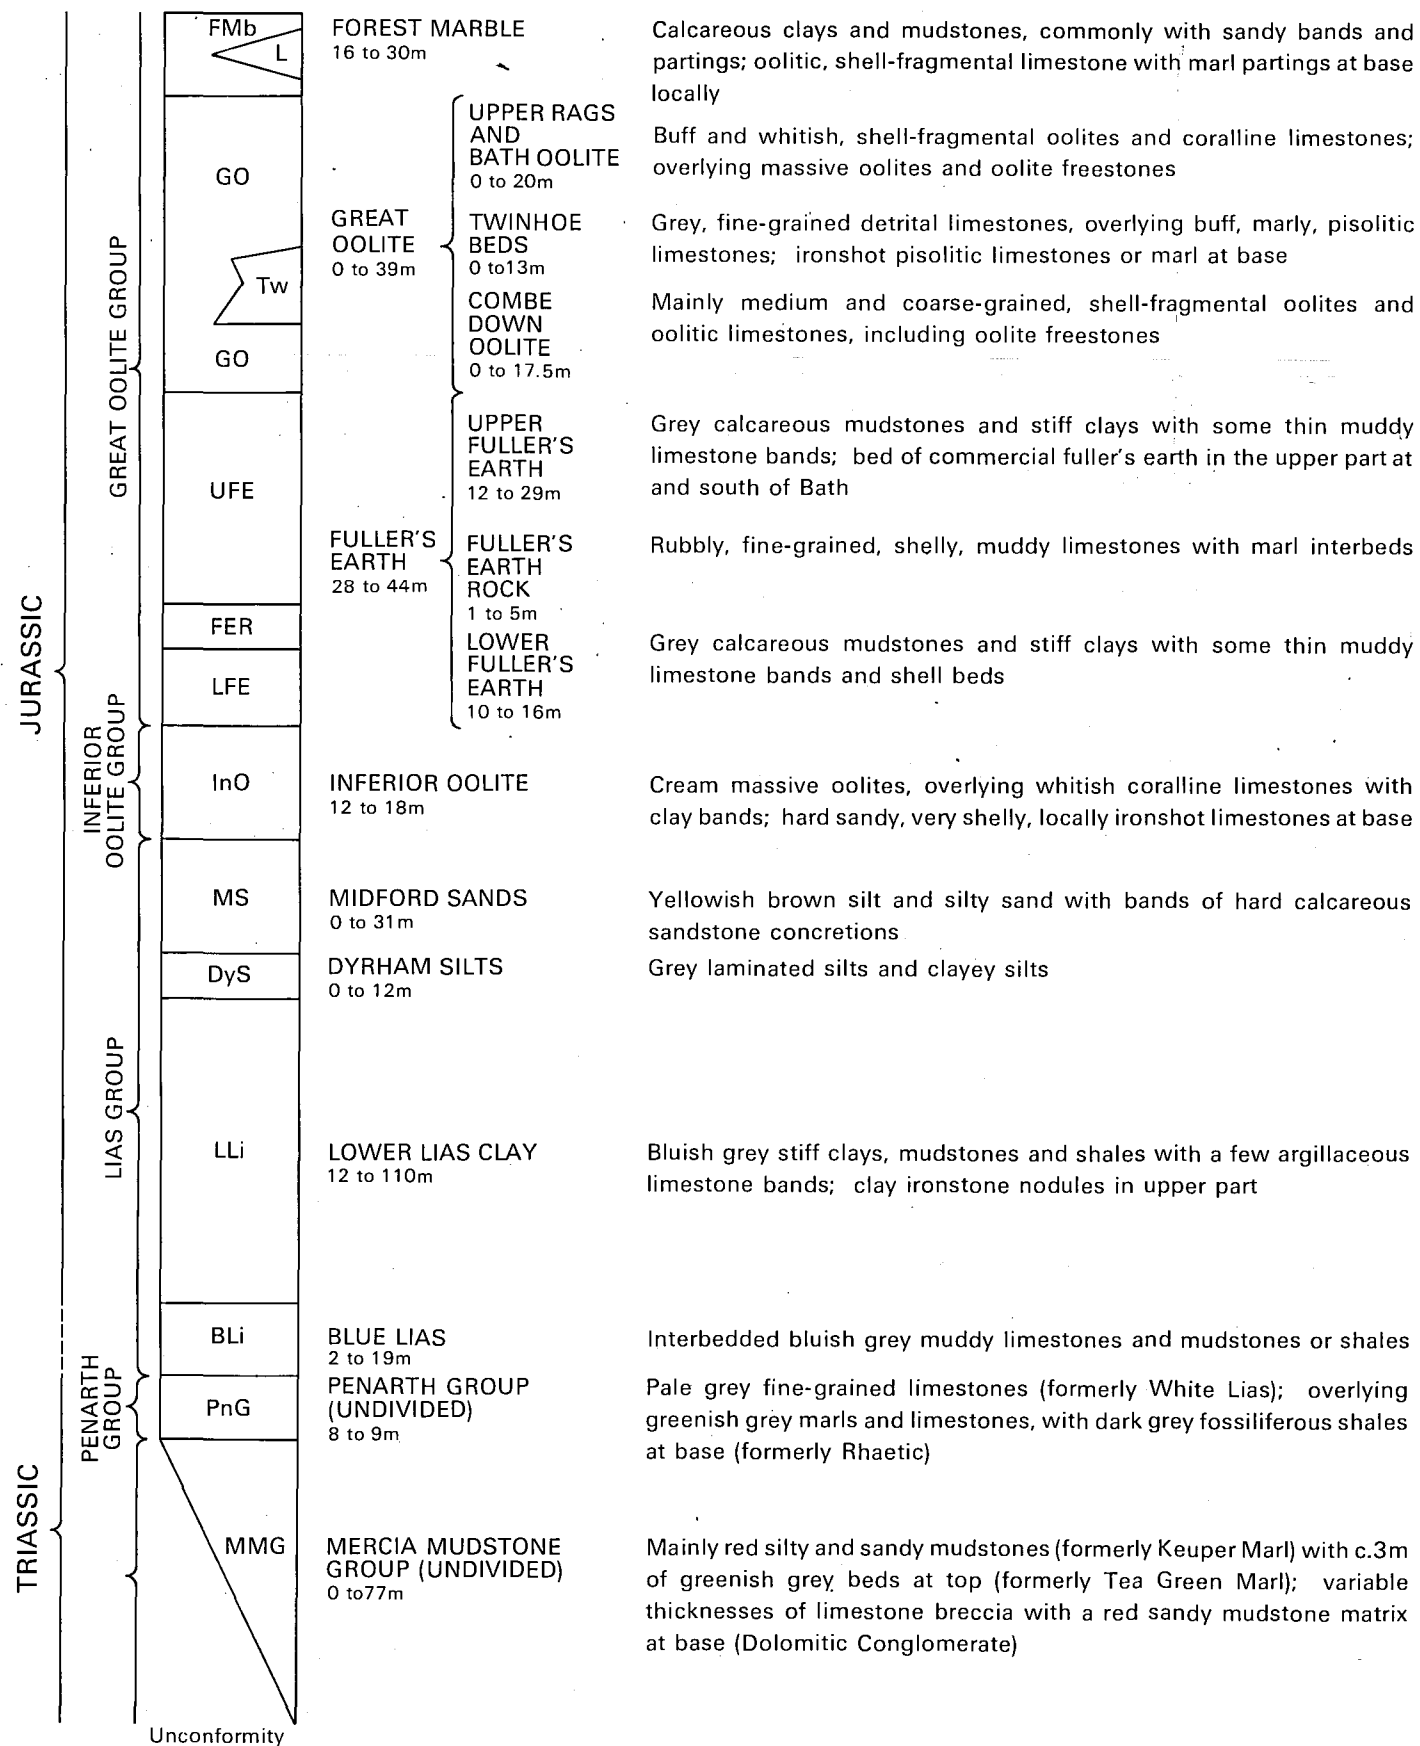 FMb
L
FOREST MARBLE
16 to 30m
Calcareous clays and mudstones, commonly with sandy bands and
partings; oolitic, shell-fragmental limestone with marl partings at base
locally
GREAT OOLITE GROUP
GO
Tw
GO
GREAT
OOLITE
0 to 39m
UPPER RAGS
AND
BATH OOLITE
0 to 20m
Buff and whitish, shell-fragmental oolites and coralline limestones;
overlying massive oolites and oolite freestones
TWINHOE
BEDS
0 to13m
Grey, fine-grained detrital limestones, overlying buff, marly, pisolitic
limestones; ironshot pisolitic limestones or marl at base
COMBE
DOWN
OOLITE
0 to 17.5m
Mainly medium and coarse-grained, shell-fragmental oolites and
oolitic limestones, including oolite freestones
UFE
FULLER'S
EARTH
28 to 44m
UPPER
FULLER'S
EARTH
12 to 29m
Grey calcareous mudstones and stiff clays with some thin muddy
limestone bands; bed of commercial fuller's earth in the upper part at
and south of Bath
FER
FULLER'S
EARTH
ROCK
1 to 5m
Rubbly, fine-grained, shelly, muddy limestones with marl interbeds
LFE
LOWER
FULLER'S
EARTH
10 to 16m
Grey calcareous mudstones and stiff clays with some thin muddy
limestone bands and shell beds
JURASSIC
INFERIOR
OOLITE GROUP
InO
INFERIOR OOLITE
12 to 18m
Cream massive oolites, overlying whitish coralline limestones with
clay bands; hard sandy, very shelly, locally ironshot limestones at base
LIAS GROUP
MS
MIDFORD SANDS
0 to 31m
Yellowish brown silt and silty sand with bands of hard calcareous
sandstone concretions
DyS
DYRHAM SILTS
0 to 12m
Grey laminated silts and clayey silts
LLi
LOWER LIAS CLAY
12 to 110m
Bluish grey stiff clays, mudstones and shales with a few argillaceous
limestone bands; clay ironstone nodules in upper part
BLi
BLUE LIAS
2 to 19m
Interbedded bluish grey muddy limestones and mudstones or shales
PENARTH
GROUP
PnG
PENARTH GROUP
(UNDIVIDED)
8 to 9m
Pale grey fine-grained limestones (formerly White Lias); overlying
greenish grey marls and limestones, with dark grey fossiliferous shales
at base (formerly Rhaetic)
TRIASSIC
MMG
MERCIA MUDSTONE
GROUP (UNDIVIDED)
0 to77m
Mainly red silty and sandy mudstones (formerly Keuper Marl) with c.3m
of greenish grey beds at top (formerly Tea Green Marl); variable
thicknesses of limestone breccia with a red sandy mudstone matrix
at base (Dolomitic Conglomerate)
Unconformity